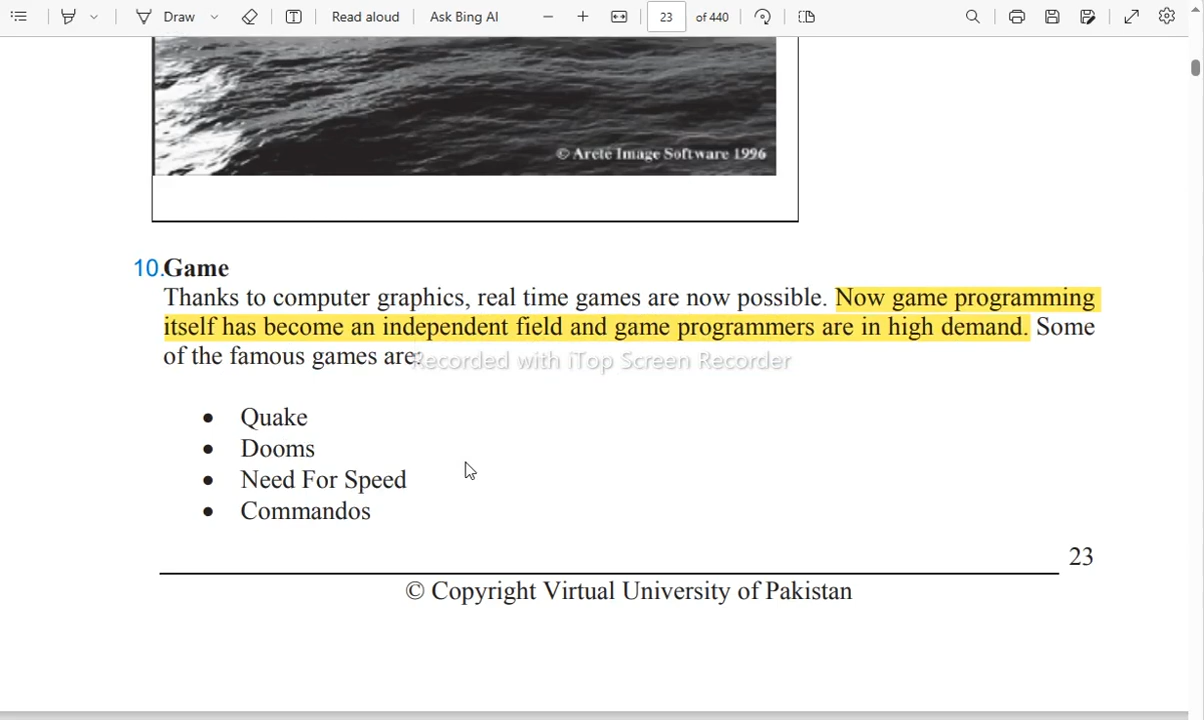 Draw
Read aloud
Ask Bing AI
23
of 440
© Areté Image Software 1996
10.Game
Thanks to computer graphics, real time games are now possible. Now game programming
itself has become an independent field and game programmers are in high demand. Some
of the famous games are:
Recorded with iTop Screen Recorder
• Quake
• Dooms
• Need For Speed
• Commandos
23
© Copyright Virtual University of Pakistan